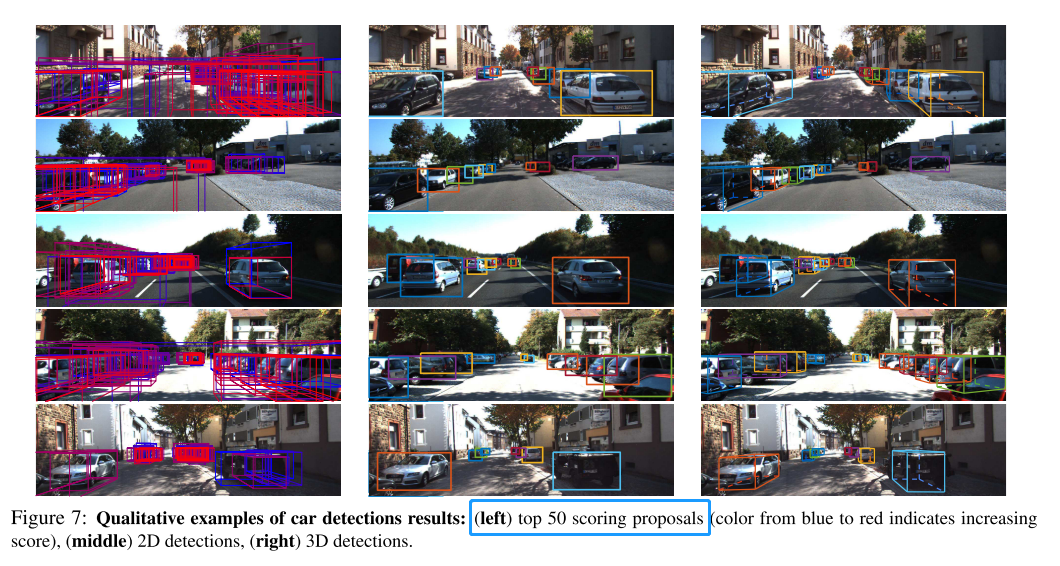 Figure 7: Qualitative examples of car detections results: (left) top 50 scoring proposals (color from blue to red indicates increasing
score), (middle) 2D detections, (right) 3D detections.